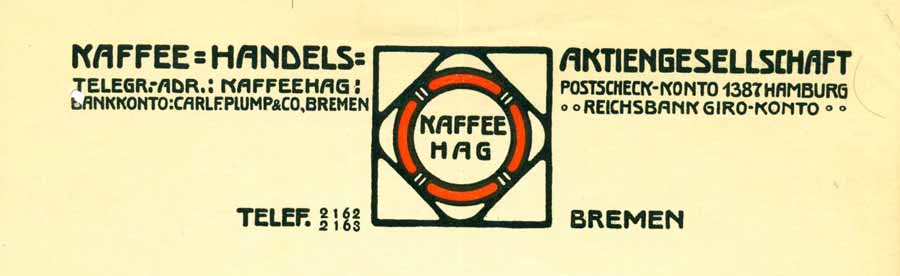 KAFFEE=HANDELS=
AKTIENGESELLSCHAFT
TELEGR.-ADR.: KAFFEEHAG:
BANKKONTO: CARL F. PLUMP & CO., BREMEN
POSTSCHECK-KONTO 1387 HAMBURG
REICHSBANK GIRO-KONTO
KAFFEE
HAG
TELEF. 2162
2163
BREMEN